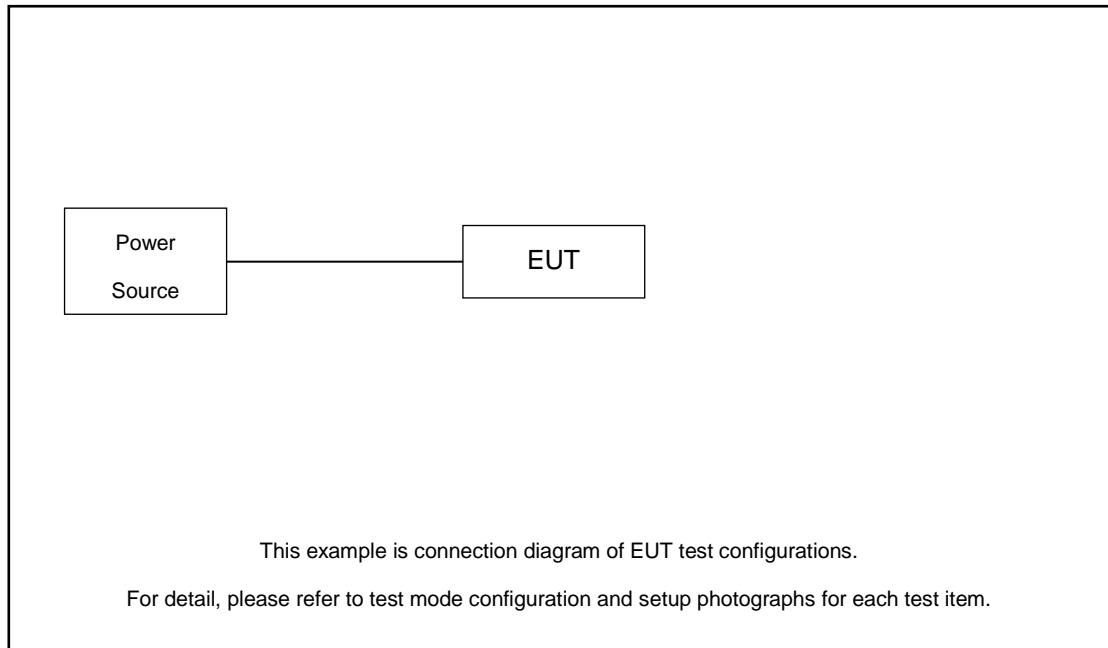 Power
Source
EUT
This example is connection diagram of EUT test configurations.
For detail, please refer to test mode configuration and setup photographs for each test item.